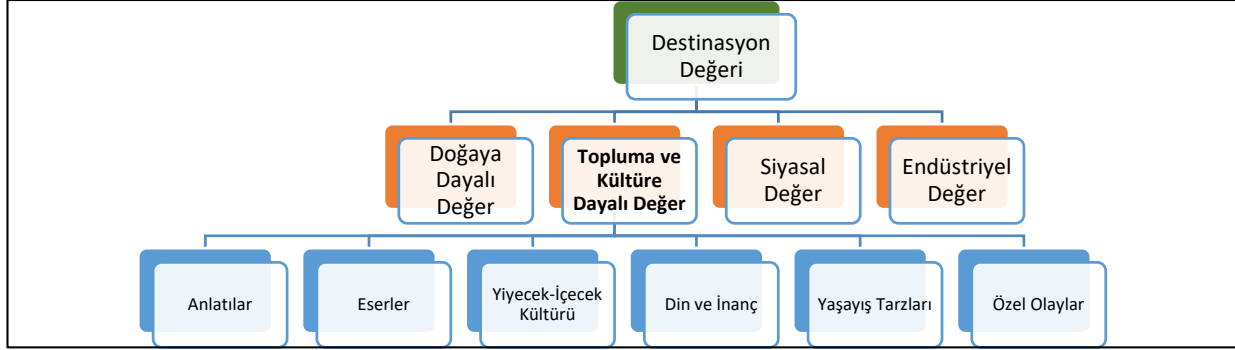 Destinasyon
Değeri
Doğaya
Dayalı
Değer
Topluma ve
Kültüre
Dayalı Değer
Siyasal
Değer
Endüstriyel
Değer
Anlatılar
Eserler
Yiyecek-İçecek
Kültürü
Din ve İnanç
Yaşayış Tarzları
Özel Olaylar